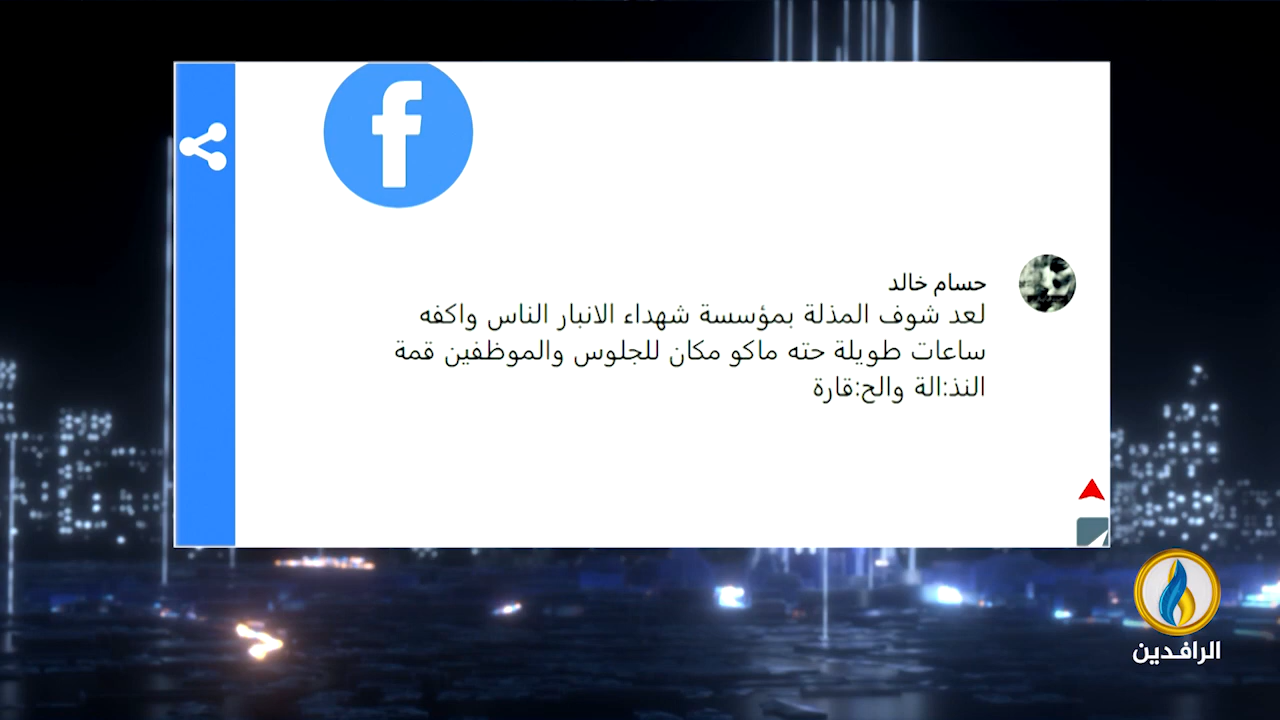 f
حسام خالد
لعد شوف المذلة بمؤسسة شهداء الانبار الناس واكفه
ساعات طويلة حته ماكو مكان للجلوس والموظفين قمة
النذ:الة والح:قارة
الرافدين